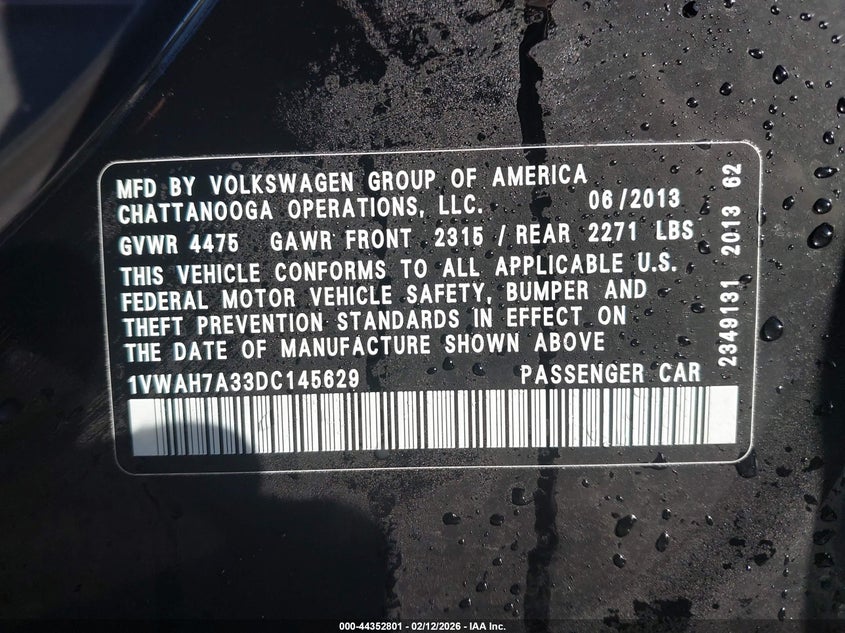 MFD BY VOLKSWAGEN GROUP OF AMERICA
CHATTANOOGA OPERATIONS, LLC. 06/2013
GVWR 4475 GAWR FRONT 2315 / REAR 2271 LBS
THIS VEHICLE CONFORMS TO ALL APPLICABLE U.S.
FEDERAL MOTOR VEHICLE SAFETY, BUMPER AND
THEFT PREVENTION STANDARDS IN EFFECT ON
THE DATE OF MANUFACTURE SHOWN ABOVE
1VWAH7A33DC145629 PASSENGER CAR
2349131 2013 62
000-44352801 - 02/12/2026 - IAA Inc.